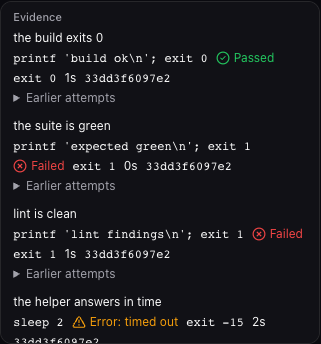 Evidence
the build exits 0
printf 'build ok\n'; exit 0 Passed
exit 0 1s 33dd3f6097e2
Earlier attempts
the suite is green
printf 'expected green\n'; exit 1
Failed exit 1 0s 33dd3f6097e2
Earlier attempts
lint is clean
printf 'lint findings\n'; exit 1 Failed
exit 1 1s 33dd3f6097e2
Earlier attempts
the helper answers in time
sleep 2 Error: timed out exit -15 2s
33dd3f6097e2